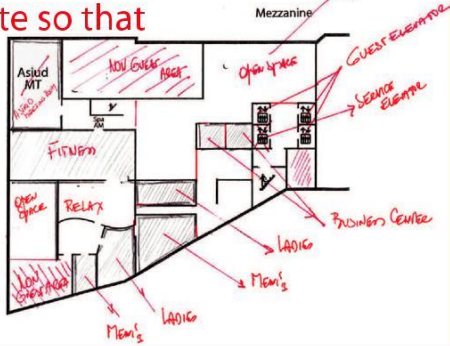 te so that
Mezzanine
Asiud
MT
NON GUEST
AREA
OPEN SPACE
GUEST ELEVATOR
SERVICE
ELEVATOR
Spa
AM
FITNESS
OPEN
SPACE
RELAX
BUSINESS CENTER
LADIES
MEN'S
NON
GUEST AREA
LADIES
MEN'S